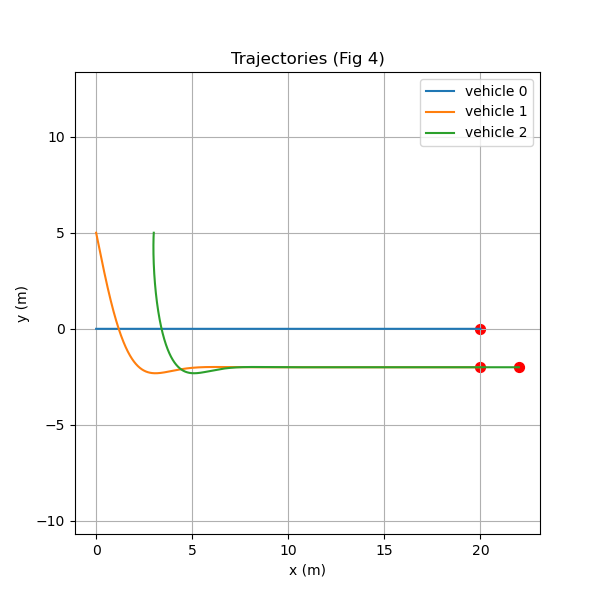 Trajectories (Fig 4)
vehicle 0
vehicle 1
vehicle 2
10
5
0
−5
−10
y (m)
0 5 10 15 20
x (m)